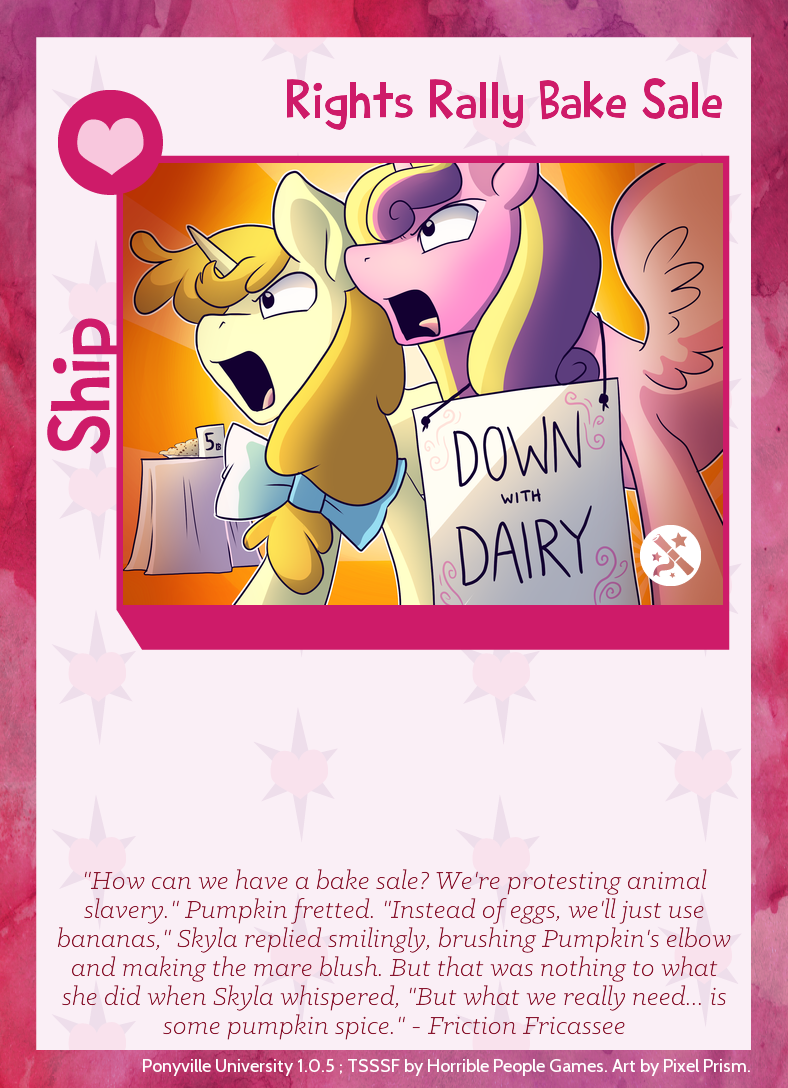 Rights Rally Bake Sale
Ship
5
DOWN
WITH
DAIRY
"How can we have a bake sale? We're protesting animal
slavery." Pumpkin fretted. "Instead of eggs, we'll just use
bananas," Skyla replied smilingly, brushing Pumpkin's elbow
and making the mare blush. But that was nothing to what
she did when Skyla whispered, "But what we really need... is
some pumpkin spice." - Friction Fricassee
Ponyville University 1.0.5 ; TSSSF by Horrible People Games. Art by Pixel Prism.